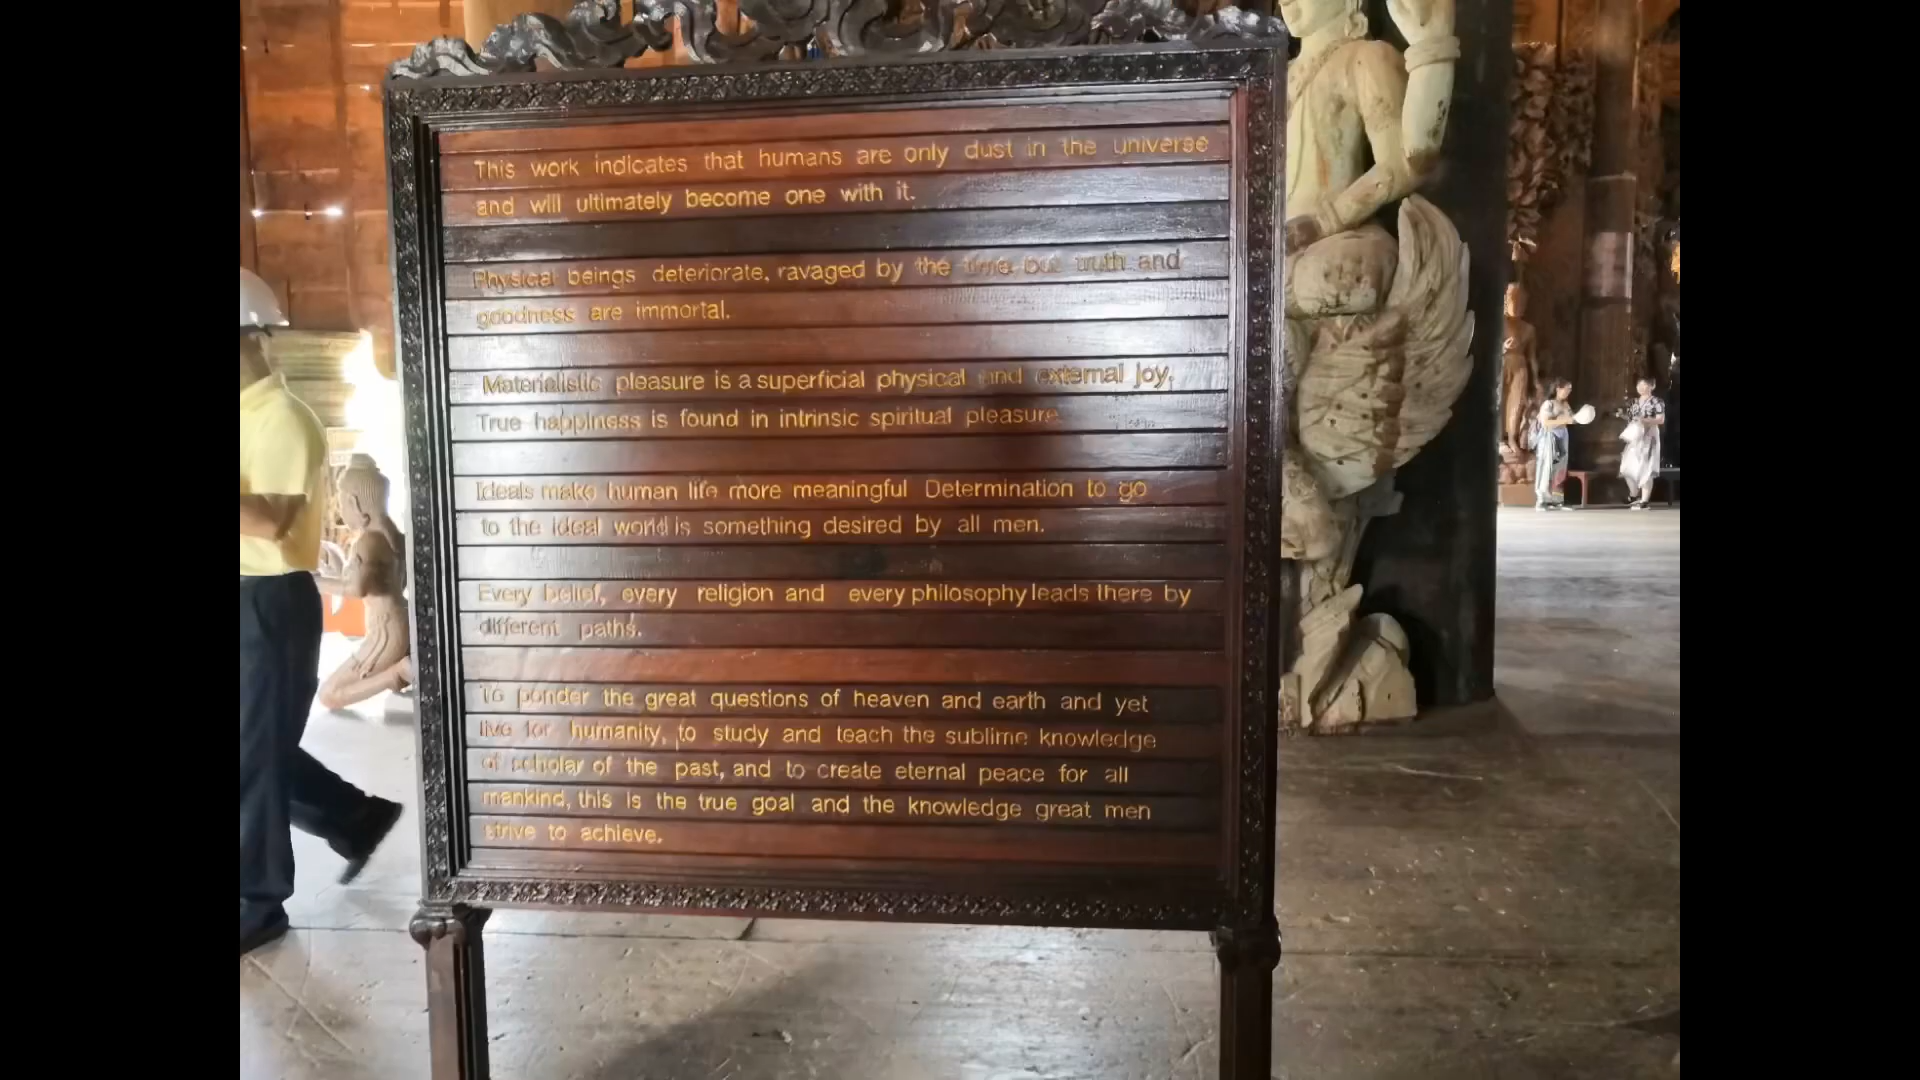 This work indicates that humans are only dust in the universe
and will ultimately become one with it.
Physical beings deteriorate, ravaged by the time but truth and
goodness are immortal.
Materialistic pleasure is a superficial physical and external joy.
True happiness is found in intrinsic spiritual pleasure
Ideals make human life more meaningful Determination to go
to the ideal world is something desired by all men.
Every belief, every religion and every philosophy leads there by
different paths.
To ponder the great questions of heaven and earth and yet
live for humanity, to study and teach the sublime knowledge
of scholar of the past, and to create eternal peace for all
mankind, this is the true goal and the knowledge great men
strive to achieve.